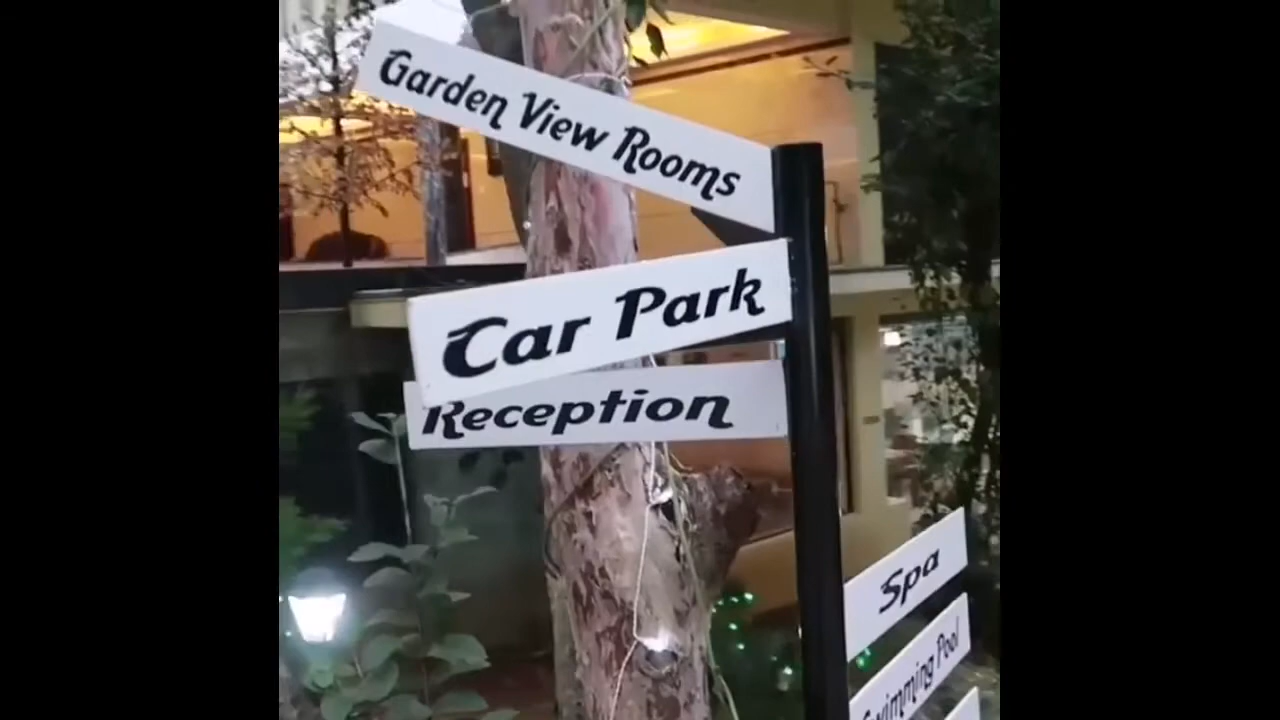 Garden View Rooms
Car Park
Reception
Spa
Swimming Pool